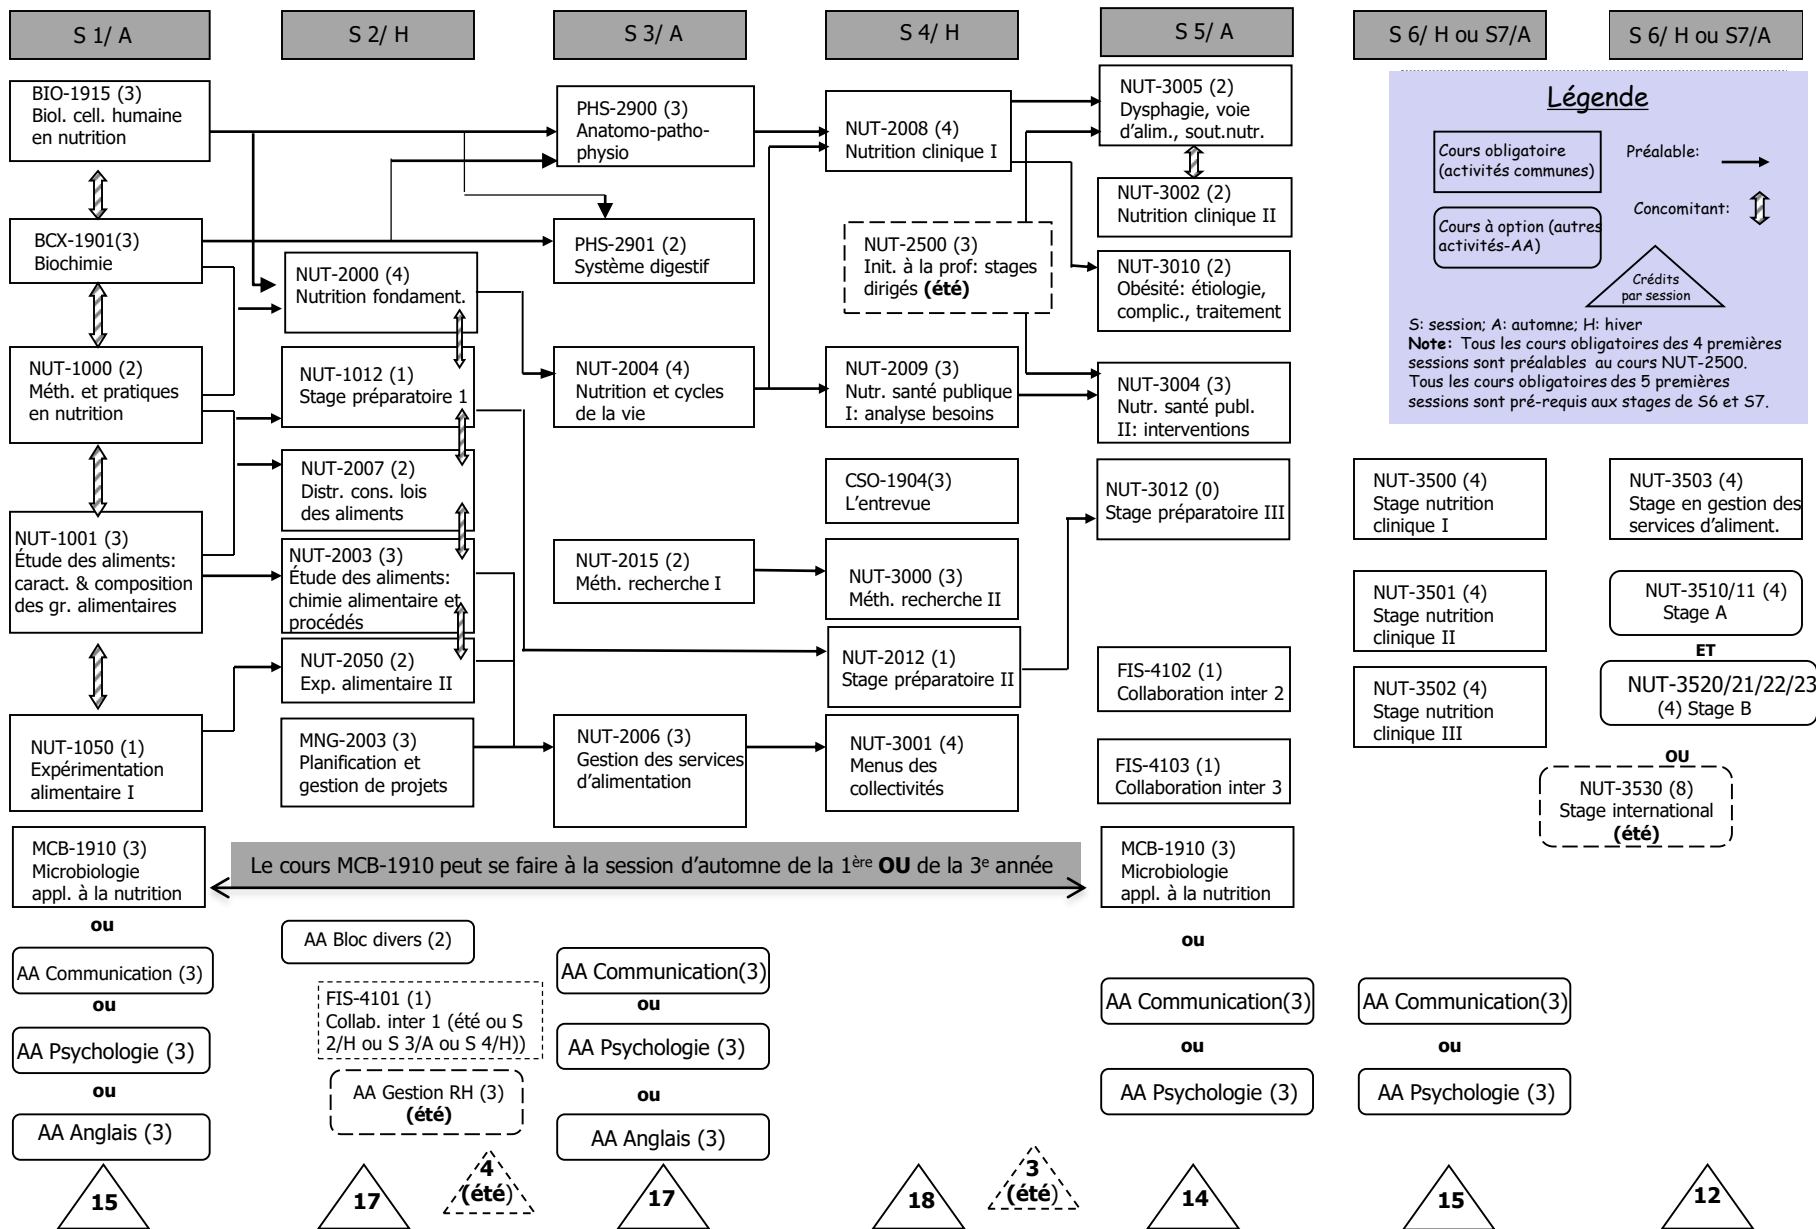 S 1/ A
S 2/ H
S 3/ A
S 4/ H
S 5/ A
S 6/ H ou S7/A
S 6/ H ou S7/A
BIO-1915 (3)
Biol. cell. humaine
en nutrition
BCX-1901(3)
Biochimie
NUT-1000 (2)
Méth. et pratiques
en nutrition
NUT-1001 (3)
Étude des aliments:
caract. & composition
des gr. alimentaires
NUT-1050 (1)
Expérimentation
alimentaire I
MCB-1910 (3)
Microbiologie
appl. à la nutrition
ou
AA Communication (3)
ou
AA Psychologie (3)
ou
AA Anglais (3)
15
NUT-2000 (4)
Nutrition fondament.
NUT-1012 (1)
Stage préparatoire 1
NUT-2007 (2)
Distr. cons. lois
des aliments
NUT-2003 (3)
Étude des aliments:
chimie alimentaire et
procédés
NUT-2050 (2)
Exp. alimentaire II
MNG-2003 (3)
Planification et
gestion de projets
Le cours MCB-1910 peut se faire à la session d'automne de la 1ère OU de la 3e année
AA Bloc divers (2)
FIS-4101 (1)
Collab. inter 1 (été ou S
2/H ou S 3/A ou S 4/H))
AA Gestion RH (3)
(été)
17
4
(été)
PHS-2900 (3)
Anatomo-patho-
physio
PHS-2901 (2)
Système digestif
NUT-2004 (4)
Nutrition et cycles
de la vie
NUT-2015 (2)
Méth. recherche I
NUT-2006 (3)
Gestion des services
d'alimentation
AA Communication(3)
ou
AA Psychologie (3)
ou
AA Anglais (3)
17
NUT-2008 (4)
Nutrition clinique I
NUT-2500 (3)
Init. à la prof: stages
dirigés (été)
NUT-2009 (3)
Nutr. santé publique
I: analyse besoins
CSO-1904(3)
L'entrevue
NUT-3000 (3)
Méth. recherche II
NUT-2012 (1)
Stage préparatoire II
NUT-3001 (4)
Menus des
collectivités
18
3
(été)
NUT-3005 (2)
Dysphagie, voie
d'alim., sout.nutr.
NUT-3002 (2)
Nutrition clinique II
NUT-3010 (2)
Obésité: étiologie,
complic., traitement
NUT-3004 (3)
Nutr. santé publ.
II: interventions
NUT-3012 (0)
Stage préparatoire III
FIS-4102 (1)
Collaboration inter 2
FIS-4103 (1)
Collaboration inter 3
MCB-1910 (3)
Microbiologie
appl. à la nutrition
ou
AA Communication(3)
ou
AA Psychologie (3)
14
Légende
Cours obligatoire
(activités communes)
Préalable:
Cours à option (autres
activités-AA)
Concomitant:
Crédits
par session
S: session; A: automne; H: hiver
Note: Tous les cours obligatoires des 4 premières
sessions sont préalables au cours NUT-2500.
Tous les cours obligatoires des 5 premières
sessions sont pré-requis aux stages de S6 et S7.
NUT-3500 (4)
Stage nutrition
clinique I
NUT-3501 (4)
Stage nutrition
clinique II
NUT-3502 (4)
Stage nutrition
clinique III
AA Communication(3)
ou
AA Psychologie (3)
15
NUT-3503 (4)
Stage en gestion des
services d'aliment.
NUT-3510/11 (4)
Stage A
ET
NUT-3520/21/22/23
(4) Stage B
OU
NUT-3530 (8)
Stage international
(été)
12